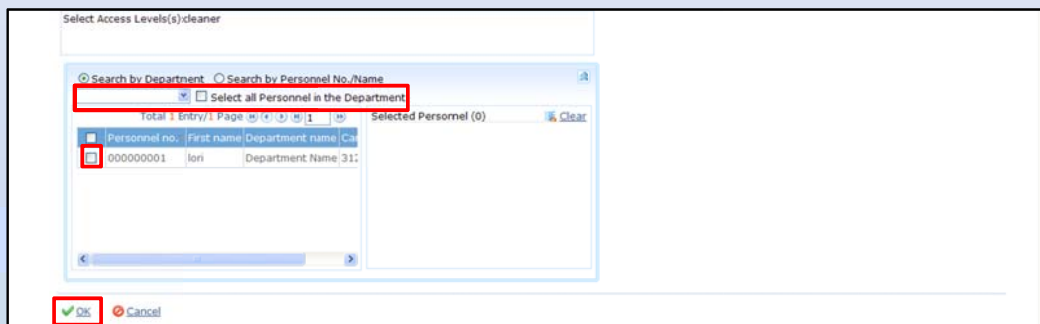 Select Access Levels(s):cleaner
Search by Department Search by Personnel No./Name
Select all Personnel in the Department
Total 1 Entry/1 Page 1 Selected Personnel (0) Clear
Personnel no. First name Department name Car
000000001 lori Department Name 312
OK Cancel